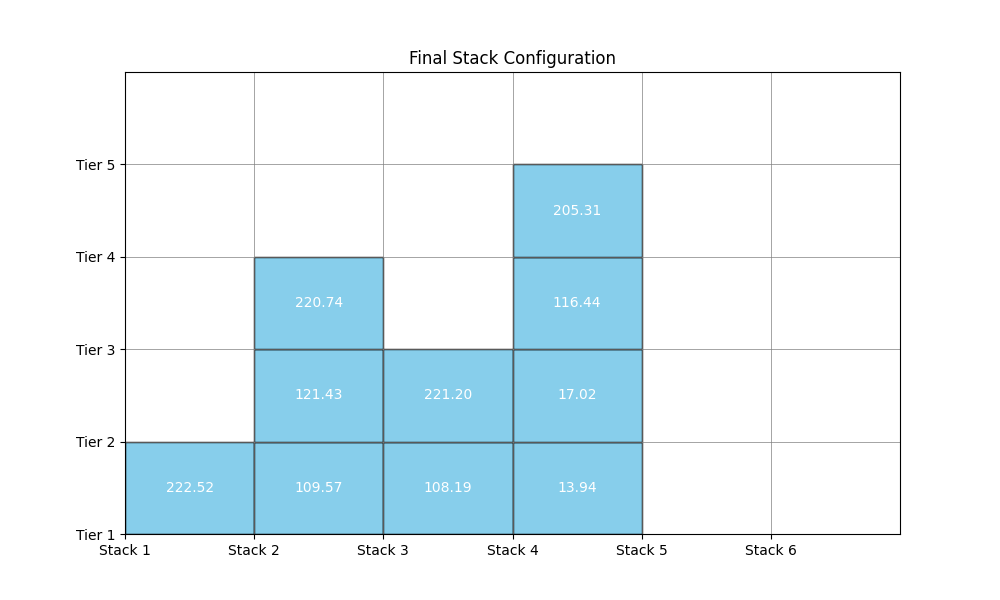 Final Stack Configuration
Tier 5
205.31
Tier 4
220.74
116.44
Tier 3
121.43
221.20
17.02
Tier 2
222.52
109.57
108.19
13.94
Tier 1
Stack 1
Stack 2
Stack 3
Stack 4
Stack 5
Stack 6